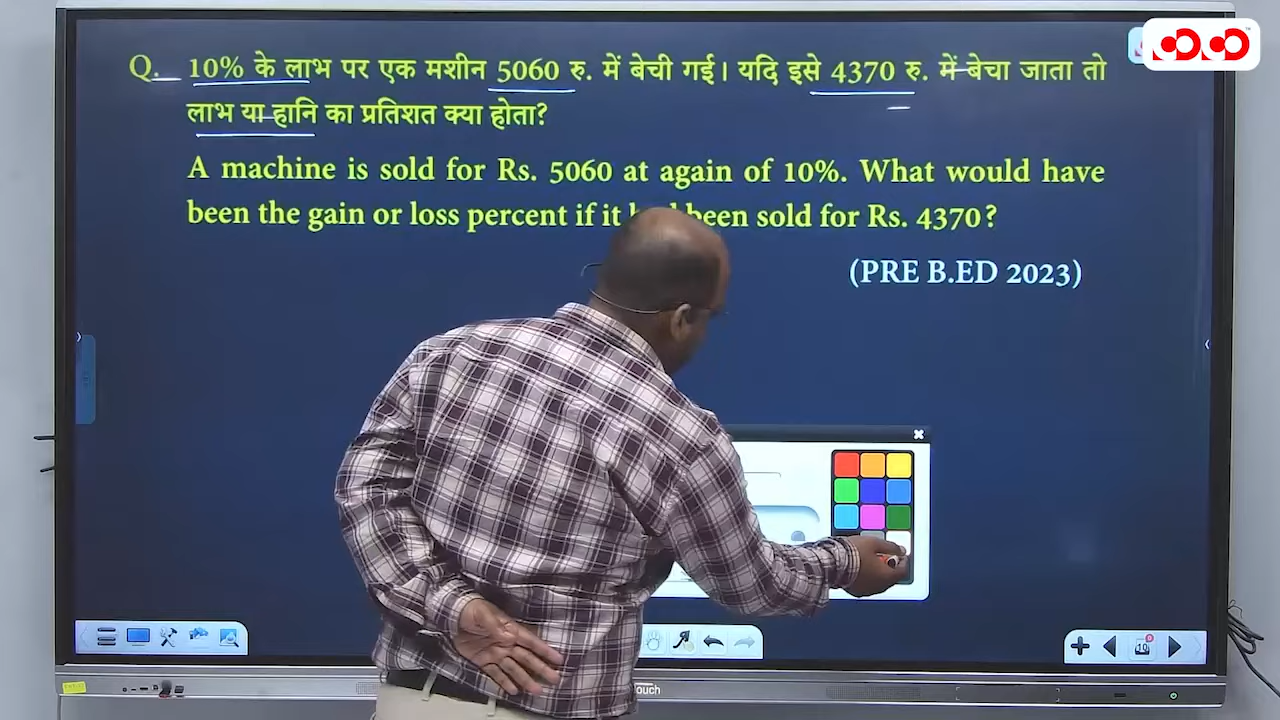 Q. 10% के लाभ पर एक मशीन 5060 रु. में बेची गई। यदि इसे 4370 रु. में बेचा जाता तो
लाभ या हानि का प्रतिशत क्या होता?
A machine is sold for Rs. 5060 at again of 10%. What would have
been the gain or loss percent if it been sold for Rs. 4370?
(PRE B.ED 2023)